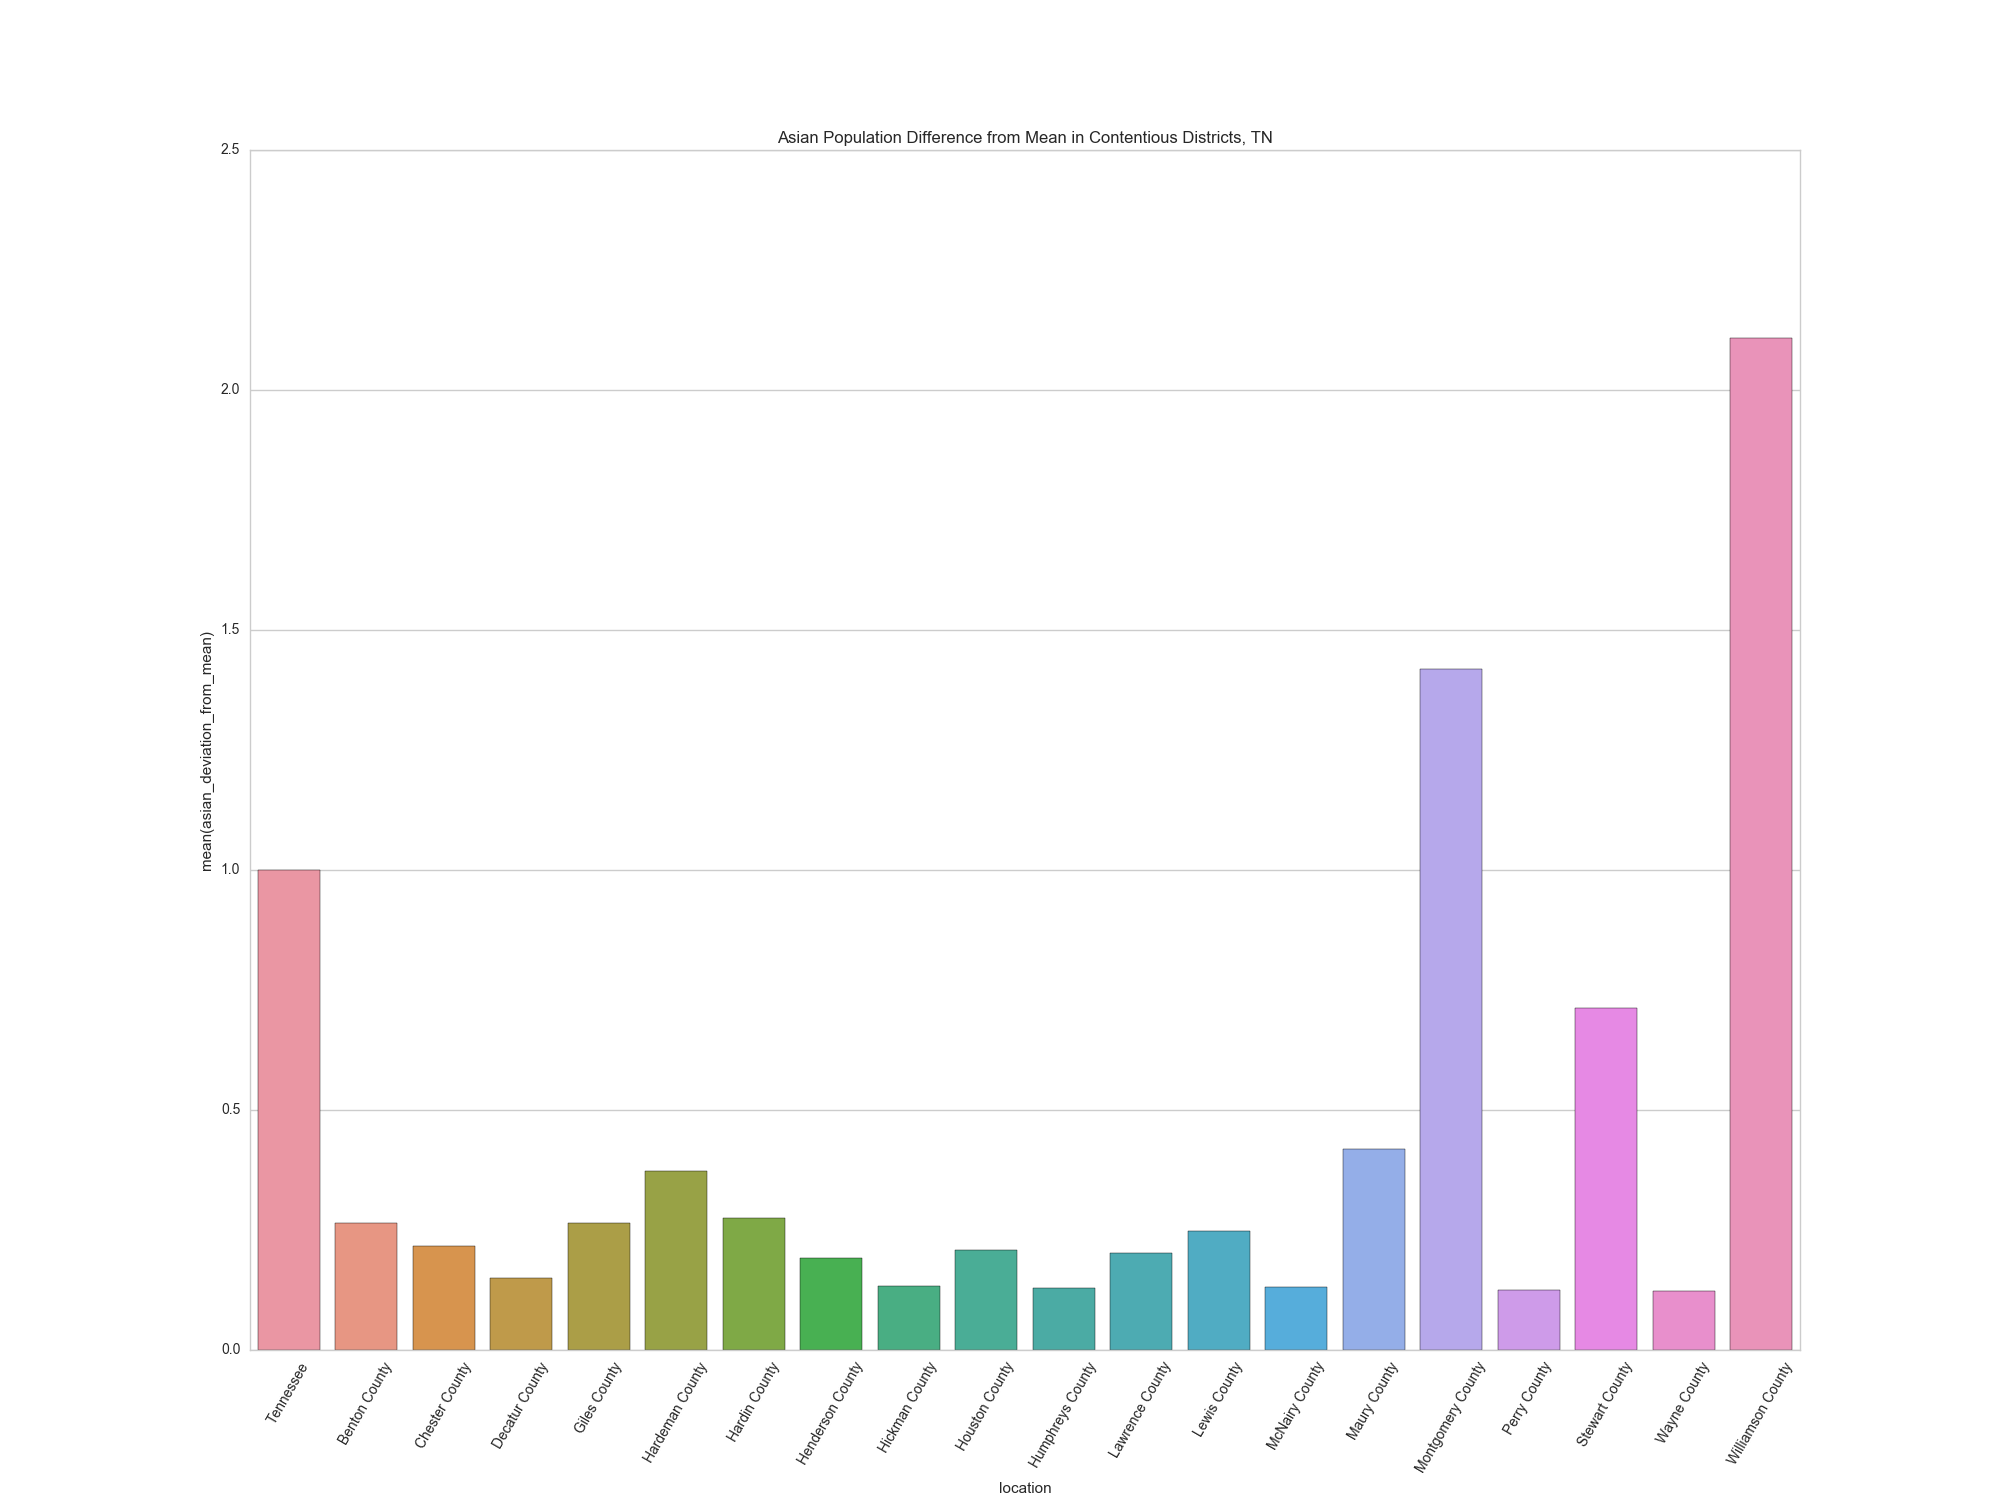 Asian Population Difference from Mean in Contentious Districts, TN
2.5
2.0
1.5
1.0
0.5
0.0
mean(asian_deviation_from_mean)
Tennessee
Benton County
Chester County
Decatur County
Giles County
Hardeman County
Hardin County
Henderson County
Hickman County
Houston County
Humphreys County
Lawrence County
Lewis County
McNairy County
Maury County
Montgomery County
Perry County
Stewart County
Wayne County
Williamson County
location